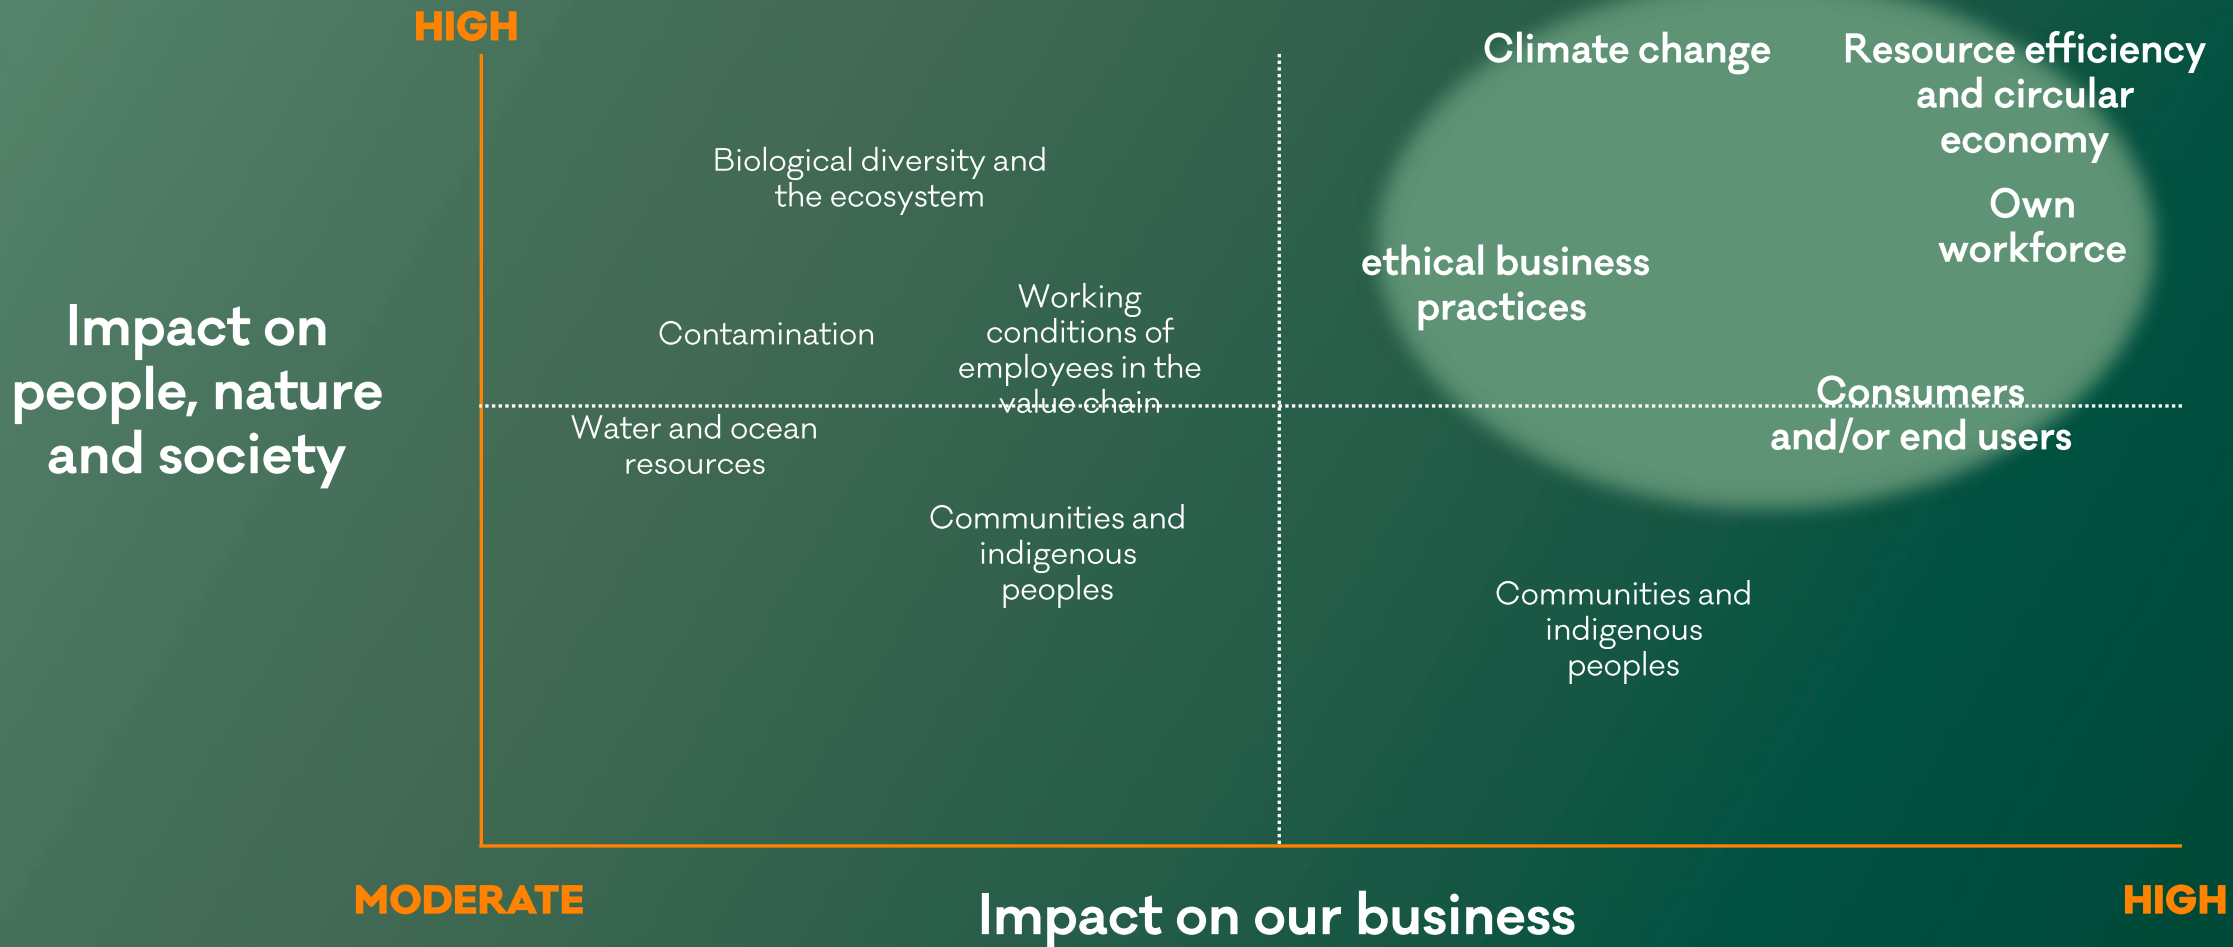 HIGH
Climate change
Resource efficiency
and circular
economy
Biological diversity and
the ecosystem
Own
workforce
ethical business
practices
Working
conditions of
employees in the
value chain
Contamination
Impact on
people, nature
and society
Consumers
and/or end users
Water and ocean
resources
Communities and
indigenous
peoples
Communities and
indigenous
peoples
MODERATE
Impact on our business
HIGH